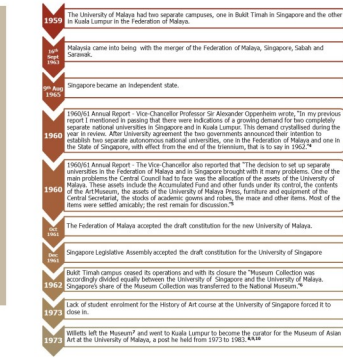 1959
The University of Malaya had two separate campuses, one in Bukit Timah in Singapore and the other
in Kuala Lumpur in the Federation of Malaya.
16th
Sept
1963
Malaysia came into being with the merger of the Federation of Malaya, Singapore, Sabah and
Sarawak.
9th Aug
1965
Singapore became an independent state.
1960
1960/61 Annual Report - Vice-Chancellor Professor Sir Alexander Oppenheim wrote, "In my previous
report I mentioned in passing that there were indications of a growing demand for two completely
separate national universities in Singapore and in Kuala Lumpur. This demand crystallised during the
year in review. After University agreement the two governments announced their intention to
establish two separate autonomous national universities, one in the Federation of Malaya and one in
the State of Singapore, with effect from the end of the triennium, that is to say in 1962."4
1960
1960/61 Annual Report - The Vice-Chancellor also reported that "The decision to set up separate
universities in the Federation of Malaya and in Singapore brought with it many problems. One of the
main problems the Central Council had to face was the allocation of the assets of the University of
Malaya. These assets include the Accumulated Fund and other funds under its control, the contents
of the Art Museum, the assets of the University of Malaya Press, furniture and equipment of the
Central Secretariat, the stocks of academic gowns and robes, the mace and other items. Most of the
items were settled amicably; the rest remain for discussion."5
Oct
1961
The Federation of Malaya accepted the draft constitution for the new University of Malaya.
Dec
1961
Singapore Legislative Assembly accepted the draft constitution for the University of Singapore
1962
Bukit Timah campus ceased its operations and with its closure the "Museum Collection was
accordingly divided equally between the University of Singapore and the University of Malaya.
Singapore's share of the Museum Collection was transferred to the National Museum."6
1973
Lack of student enrolment for the History of Art course at the University of Singapore forced it to
close in.
1973
Willetts left the Museum7 and went to Kuala Lumpur to become the curator for the Museum of Asian
Art at the University of Malaya, a post he held from 1973 to 1983.8,9,10